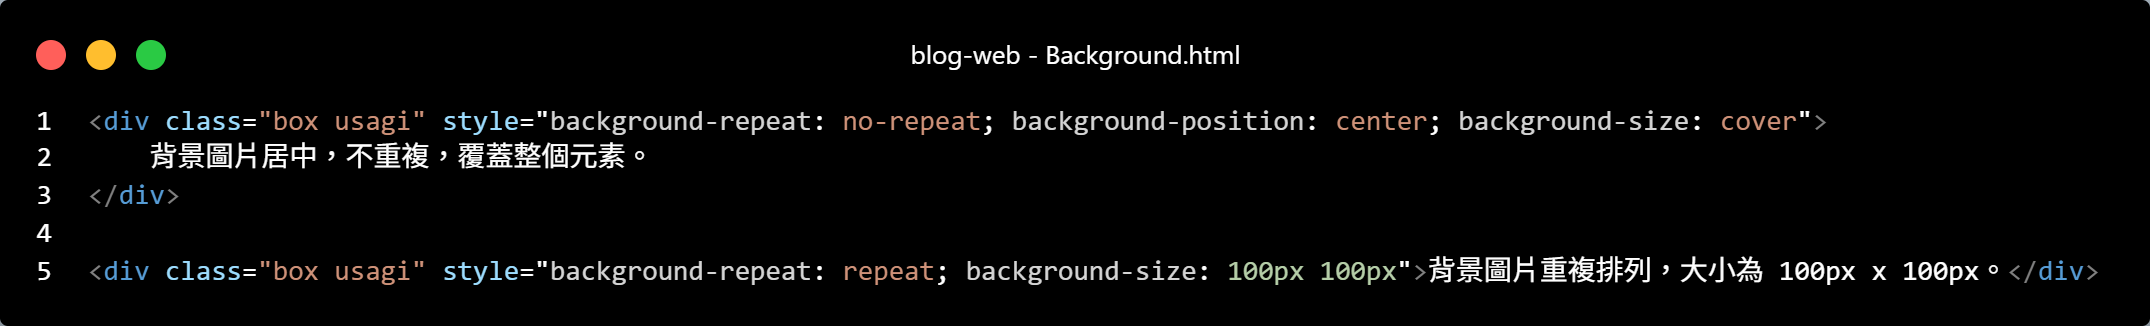 blog-web - Background.html
1 <div class="box usagi" style="background-repeat: no-repeat; background-position: center; background-size: cover">
2     背景圖片居中，不重複，覆蓋整個元素。
3 </div>
4
5 <div class="box usagi" style="background-repeat: repeat; background-size: 100px 100px">背景圖片重複排列，大小為 100px x 100px。</div>